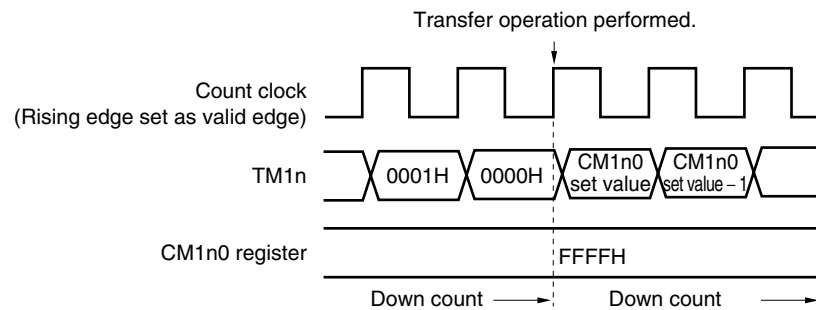 Transfer operation performed.
Count clock
(Rising edge set as valid edge)
TM1n
0001H
0000H
CM1n0
set value
CM1n0
set value – 1
CM1n0 register
FFFFH
Down count
Down count